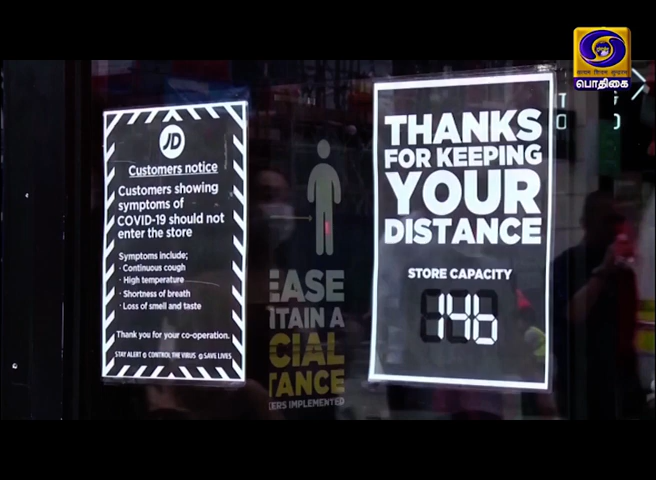 பொதிகை
JD
Customers notice
Customers showing
symptoms of
COVID-19 should not
enter the store
Symptoms include;
· Continuous cough
· High temperature
· Shortness of breath
· Loss of smell and taste
Thank you for your co-operation.
STAY ALERT CONTROL THE VIRUS SAVE LIVES
EASE
TAIN A
CIAL
TANCE
KERS IMPLEMENTED
THANKS
FOR KEEPING
YOUR
DISTANCE
STORE CAPACITY
146